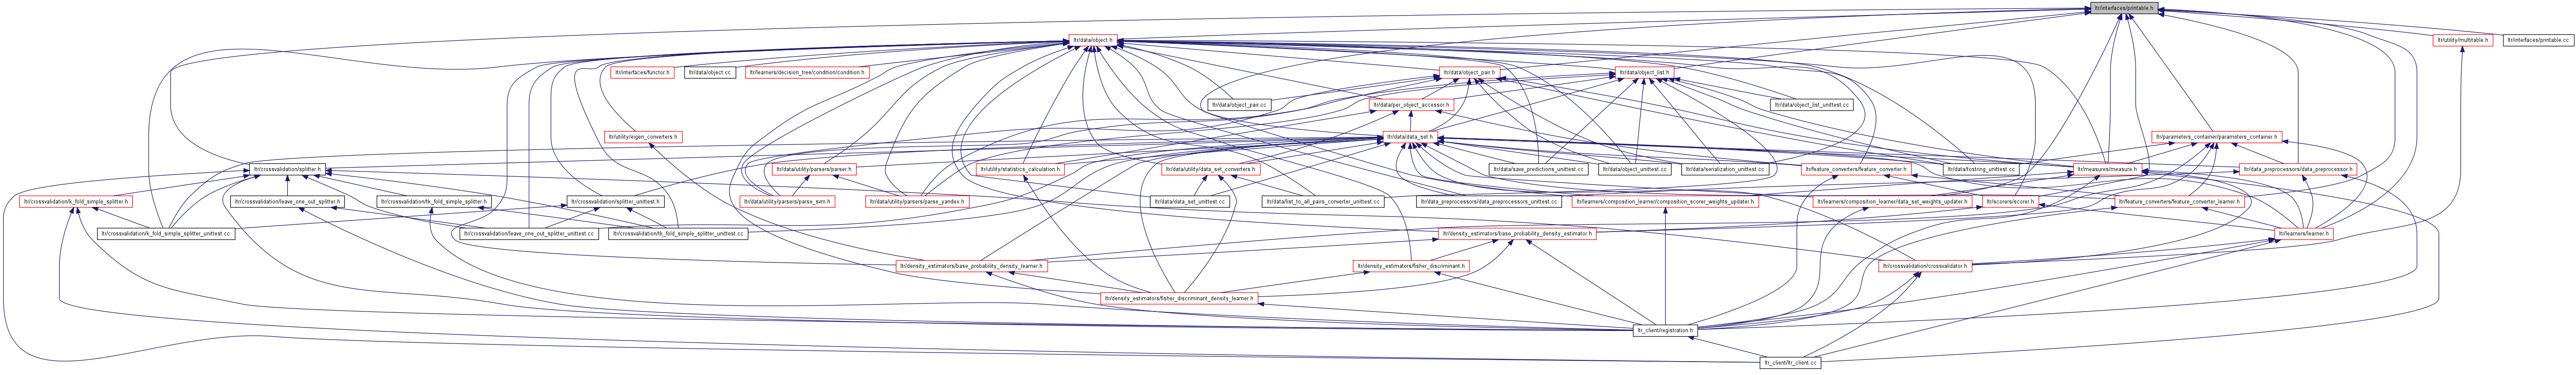 ltr/interfaces/printable.h
ltr/data/object.h
ltr/utility/multitable.h
ltr/interfaces/printable.cc
ltr/interfaces/functor.h
ltr/data/object.cc
ltr/learners/decision_tree/condition/condition.h
ltr/data/object_pair.h
ltr/data/object_list.h
ltr/data/object_pair.cc
ltr/data/per_object_accessor.h
ltr/data/object_list_unittest.cc
ltr/utility/eigen_converters.h
ltr/data/data_set.h
ltr/parameters_container/parameters_container.h
ltr/crossvalidation/splitter.h
ltr/data/utility/parsers/parser.h
ltr/utility/statistics_calculation.h
ltr/data/utility/data_set_converters.h
ltr/data/save_predictions_unittest.cc
ltr/data/object_unittest.cc
ltr/data/serialization_unittest.cc
ltr/feature_converters/feature_converter.h
ltr/data/tostring_unittest.cc
ltr/measures/measure.h
ltr/data_preprocessors/data_preprocessor.h
ltr/crossvalidation/k_fold_simple_splitter.h
ltr/crossvalidation/leave_one_out_splitter.h
ltr/crossvalidation/tk_fold_simple_splitter.h
ltr/crossvalidation/splitter_unittest.h
ltr/data/utility/parsers/parse_svm.h
ltr/data/utility/parsers/parse_yandex.h
ltr/data/data_set_unittest.cc
ltr/data/list_to_all_pairs_converter_unittest.cc
ltr/data_preprocessors/data_preprocessors_unittest.cc
ltr/learners/composition_learner/composition_scorer_weights_updater.h
ltr/learners/composition_learner/data_set_weights_updater.h
ltr/scorers/scorer.h
ltr/feature_converters/feature_converter_learner.h
ltr/crossvalidation/k_fold_simple_splitter_unittest.cc
ltr/crossvalidation/leave_one_out_splitter_unittest.cc
ltr/crossvalidation/tk_fold_simple_splitter_unittest.cc
ltr/density_estimators/base_probability_density_estimator.h
ltr/learners/learner.h
ltr/density_estimators/base_probability_density_learner.h
ltr/density_estimators/fisher_discriminant.h
ltr/crossvalidation/crossvalidator.h
ltr/density_estimators/fisher_discriminant_density_learner.h
ltr_client/registration.h
ltr_client/ltr_client.cc